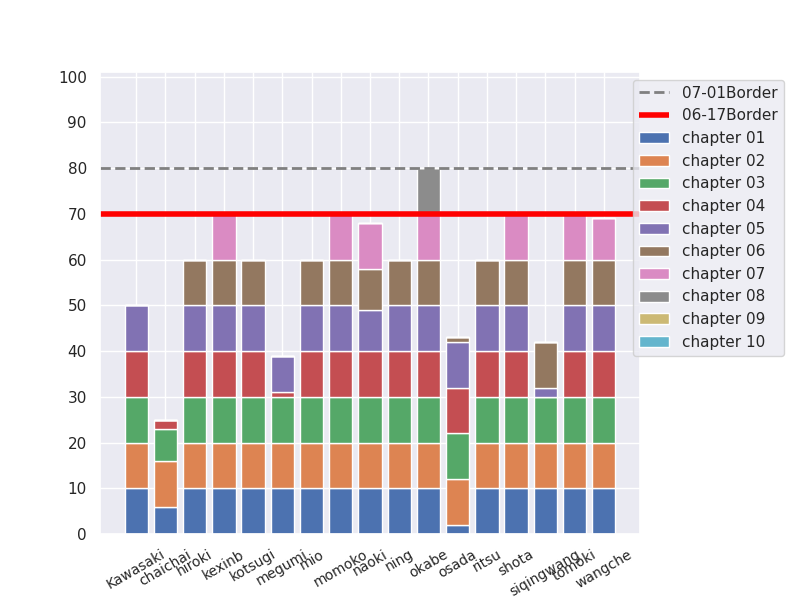 100
90
80
70
60
50
40
30
20
10
0
07-01Border
06-17Border
chapter 01
chapter 02
chapter 03
chapter 04
chapter 05
chapter 06
chapter 07
chapter 08
chapter 09
chapter 10
Kawasaki
chaichai
hiroki
kexinb
kotsugi
megumi
mio
momoko
naoki
ning
okabe
osada
ritsu
shota
siqingwang
tomoki
wangche